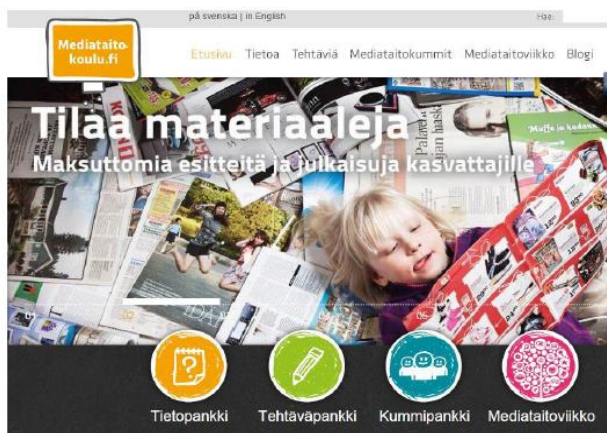 på svenska | in English
Hae:
Mediataito-
koulu.fi
Etusivu Tietoa Tehtäviä Mediataitokummit Mediataitoviikko Blogi
Tilaa materiaaleja
Maksuttomia esitteitä ja julkaisuja kasvattajille
Tietopankki Tehtäväpankki Kummipankki Mediataitoviikko